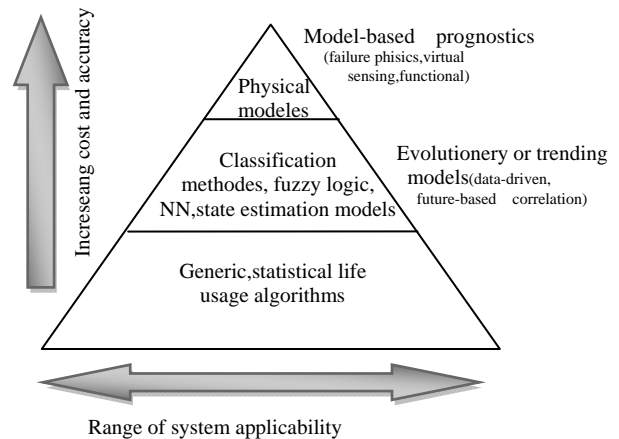 Model-based prognostics
(failure phisics,virtual
sensing,functional)
Physical
modeles
Increseang cost and accuracy
Classification
methodes, fuzzy logic,
NN,state estimation models
Evolutionery or trending
models(data-driven,
future-based correlation)
Generic,statistical life
usage algorithms
Range of system applicability